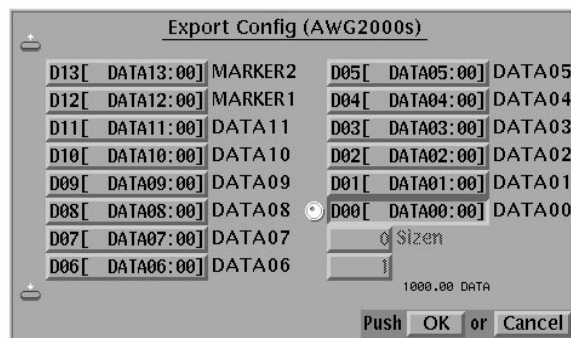 Export Config (AWG2000s)
D13[ DATA13:00] MARKER2
D12[ DATA12:00] MARKER1
D11[ DATA11:00] DATA11
D10[ DATA10:00] DATA10
D09[ DATA09:00] DATA09
D08[ DATA08:00] DATA08
D07[ DATA07:00] DATA07
D06[ DATA06:00] DATA06
D05[ DATA05:00] DATA05
D04[ DATA04:00] DATA04
D03[ DATA03:00] DATA03
D02[ DATA02:00] DATA02
D01[ DATA01:00] DATA01
D00[ DATA00:00] DATA00
0 Sizen
1
1000.00 DATA
Push OK or Cancel